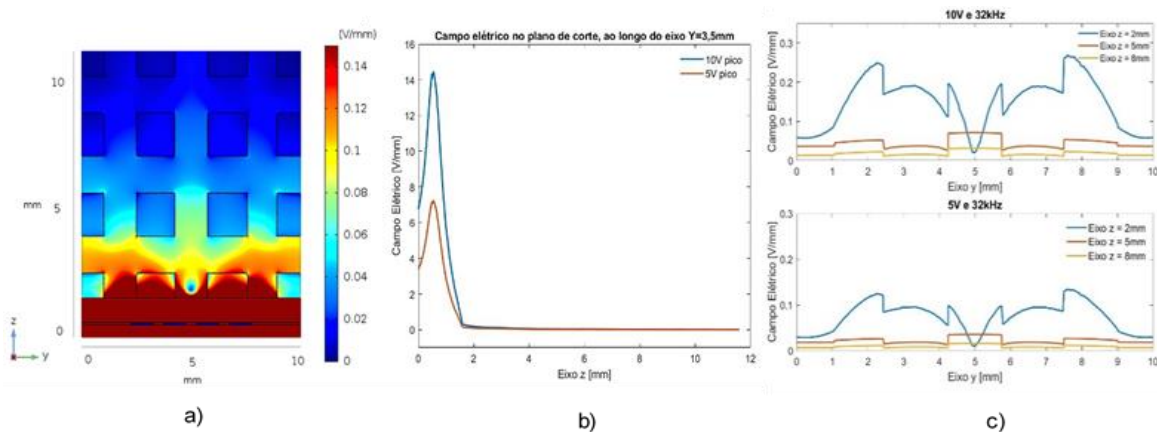 [V/mm]
0.14
0.12
0.10
0.08
0.06
0.04
0.02
0
10
mm
5
0
z
y
0
5
10
mm
a)
Campo elétrico no plano de corte, ao longo do eixo Y=3,5mm
10V pico
5V pico
Campo Elétrico [V/mm]
16
14
12
10
8
6
4
2
0
0 2 4 6 8 10 12
Eixo z [mm]
b)
10V e 32kHz
Eixo z = 2mm
Eixo z = 5mm
Eixo z = 8mm
Campo Elétrico [V/mm]
0.3
0.2
0.1
0
0 1 2 3 4 5 6 7 8 9 10
Eixo y [mm]
5V e 32kHz
Eixo z = 2mm
Eixo z = 5mm
Eixo z = 8mm
Campo Elétrico [V/mm]
0.3
0.2
0.1
0
0 1 2 3 4 5 6 7 8 9 10
Eixo y [mm]
c)